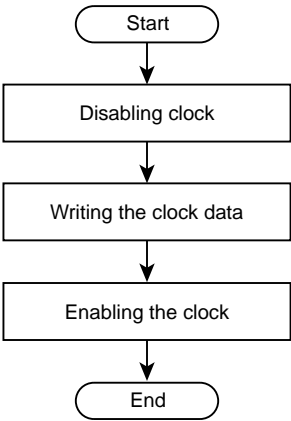 Start
Disabling clock
Writing the clock data
Enabling the clock
End